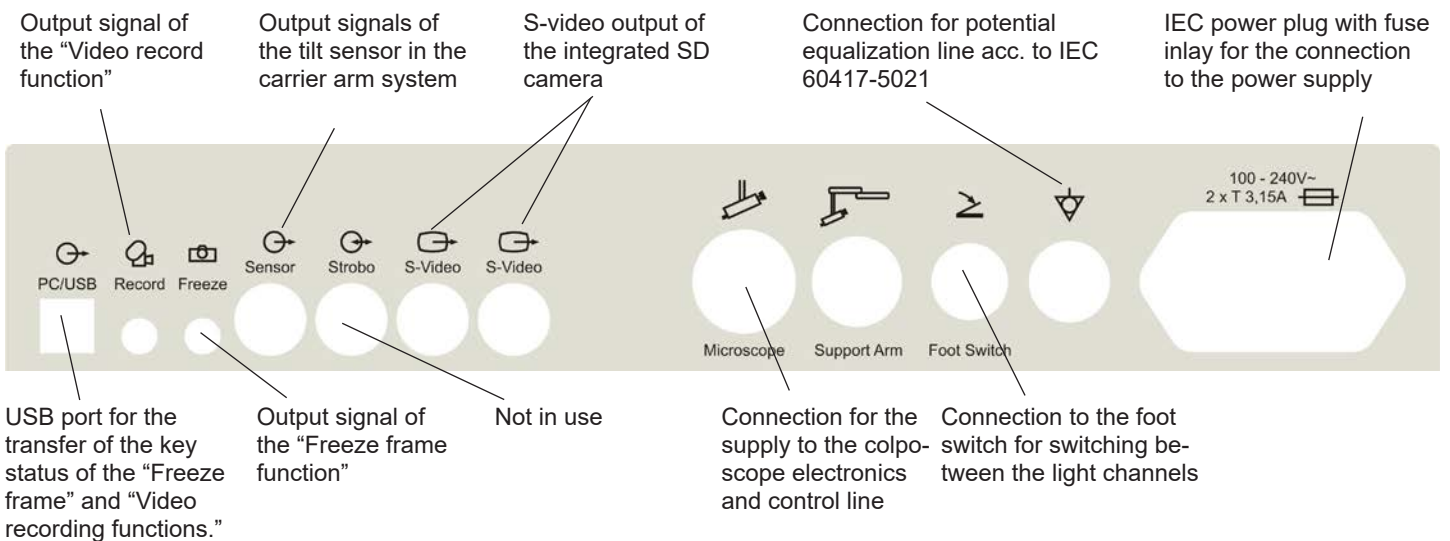 Output signal of
the “Video record
function”
Output signals of
the tilt sensor in the
carrier arm system
S-video output of
the integrated SD
camera
Connection for potential
equalization line acc. to IEC
60417-5021
IEC power plug with fuse
inlay for the connection
to the power supply
100 - 240V~
2 x T 3,15A
PC/USB
Record
Freeze
Sensor
Strobo
S-Video
S-Video
Microscope
Support Arm
Foot Switch
USB port for the
transfer of the key
status of the “Freeze
frame” and “Video
recording functions.”
Output signal of
the “Freeze frame
function”
Not in use
Connection for the
supply to the colpo-
scope electronics
and control line
Connection to the foot
switch for switching be-
tween the light channels